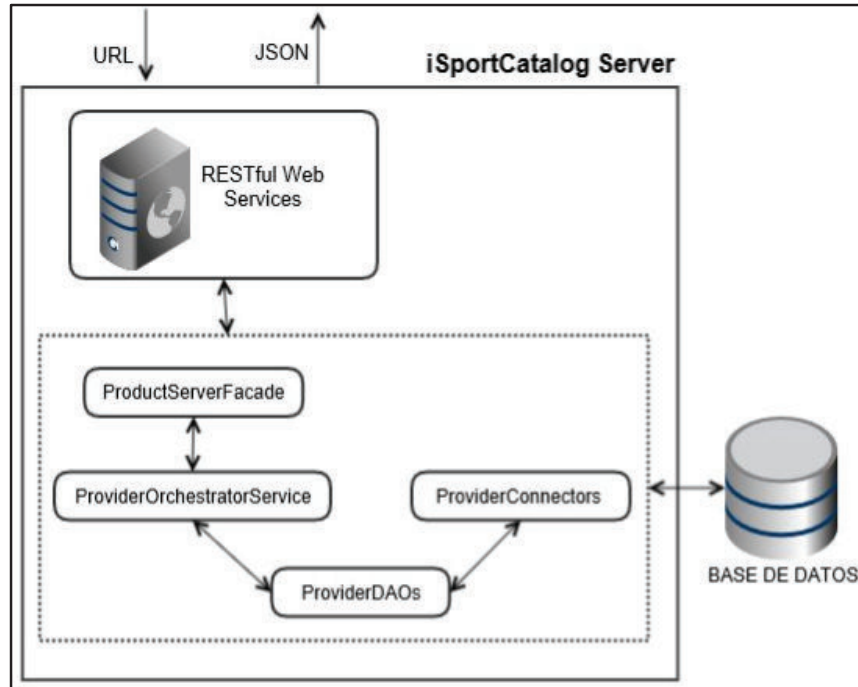 URL
JSON
iSportCatalog Server
RESTful Web
Services
ProductServerFacade
ProviderOrchestratorService
ProviderConnectors
ProviderDAOs
BASE DE DATOS